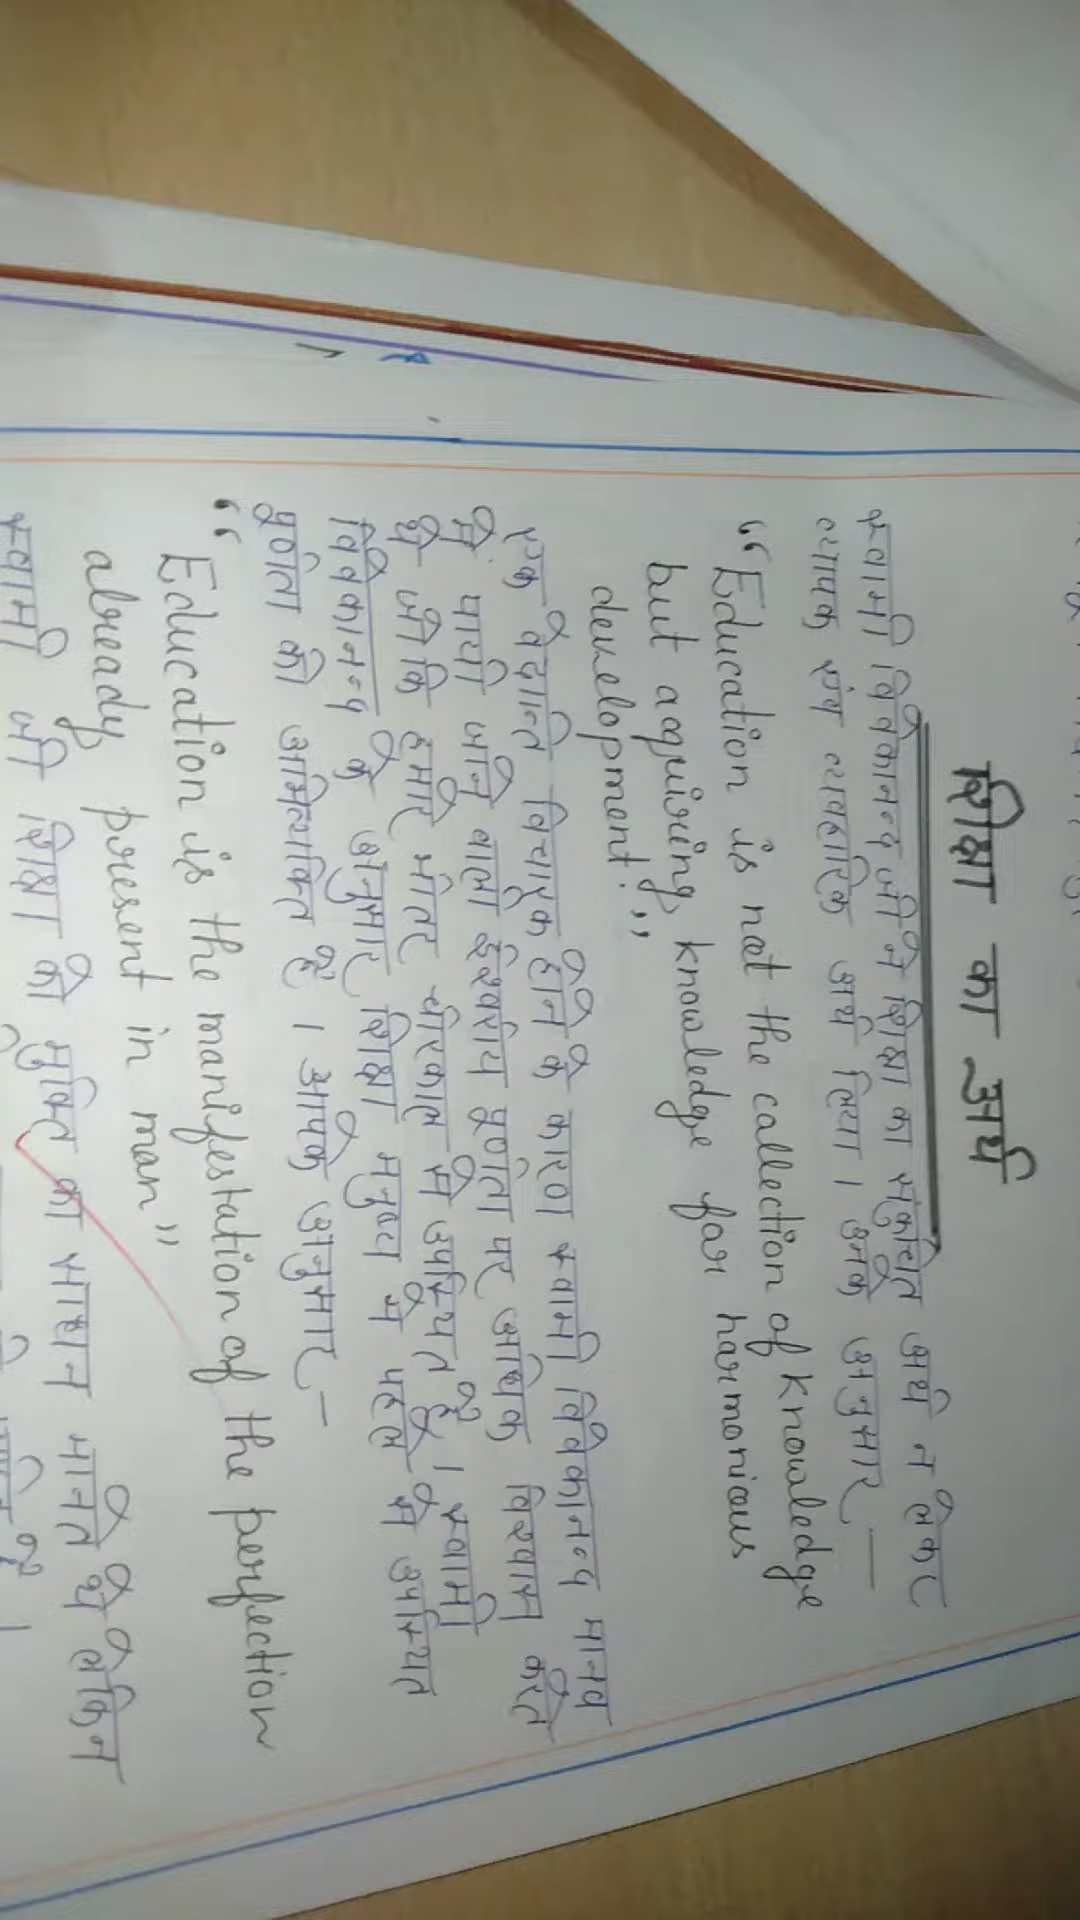 शिक्षा का अर्थ
स्वामी विवेकानन्द जी ने शिक्षा का संकुचित अर्थ न लेकर
व्यापक एंव व्यवहारिक अर्थ लिया । उनके अनुसार —
“Education is not the collection of knowledge
but acquiring knowledge for harmonious
development.”
एक वेदान्ति विचारक होने के कारण स्वामी विवेकानन्द मानव
में पायी जाने वाली ईश्वरीय पूर्णता पर अधिक विश्वास करते
थे जोकि हमारे भीतर चीरकाल से उपस्थित है । स्वामी
विवेकानन्द के अनुसार शिक्षा मनुष्य में पहले से उपस्थित
पूर्णता की अभिव्यक्ति है । आपके अनुसार —
“Education is the manifestation of the perfection
already present in man”
स्वामी जी शिक्षा को मुक्ति का साधन मानते थे लेकिन